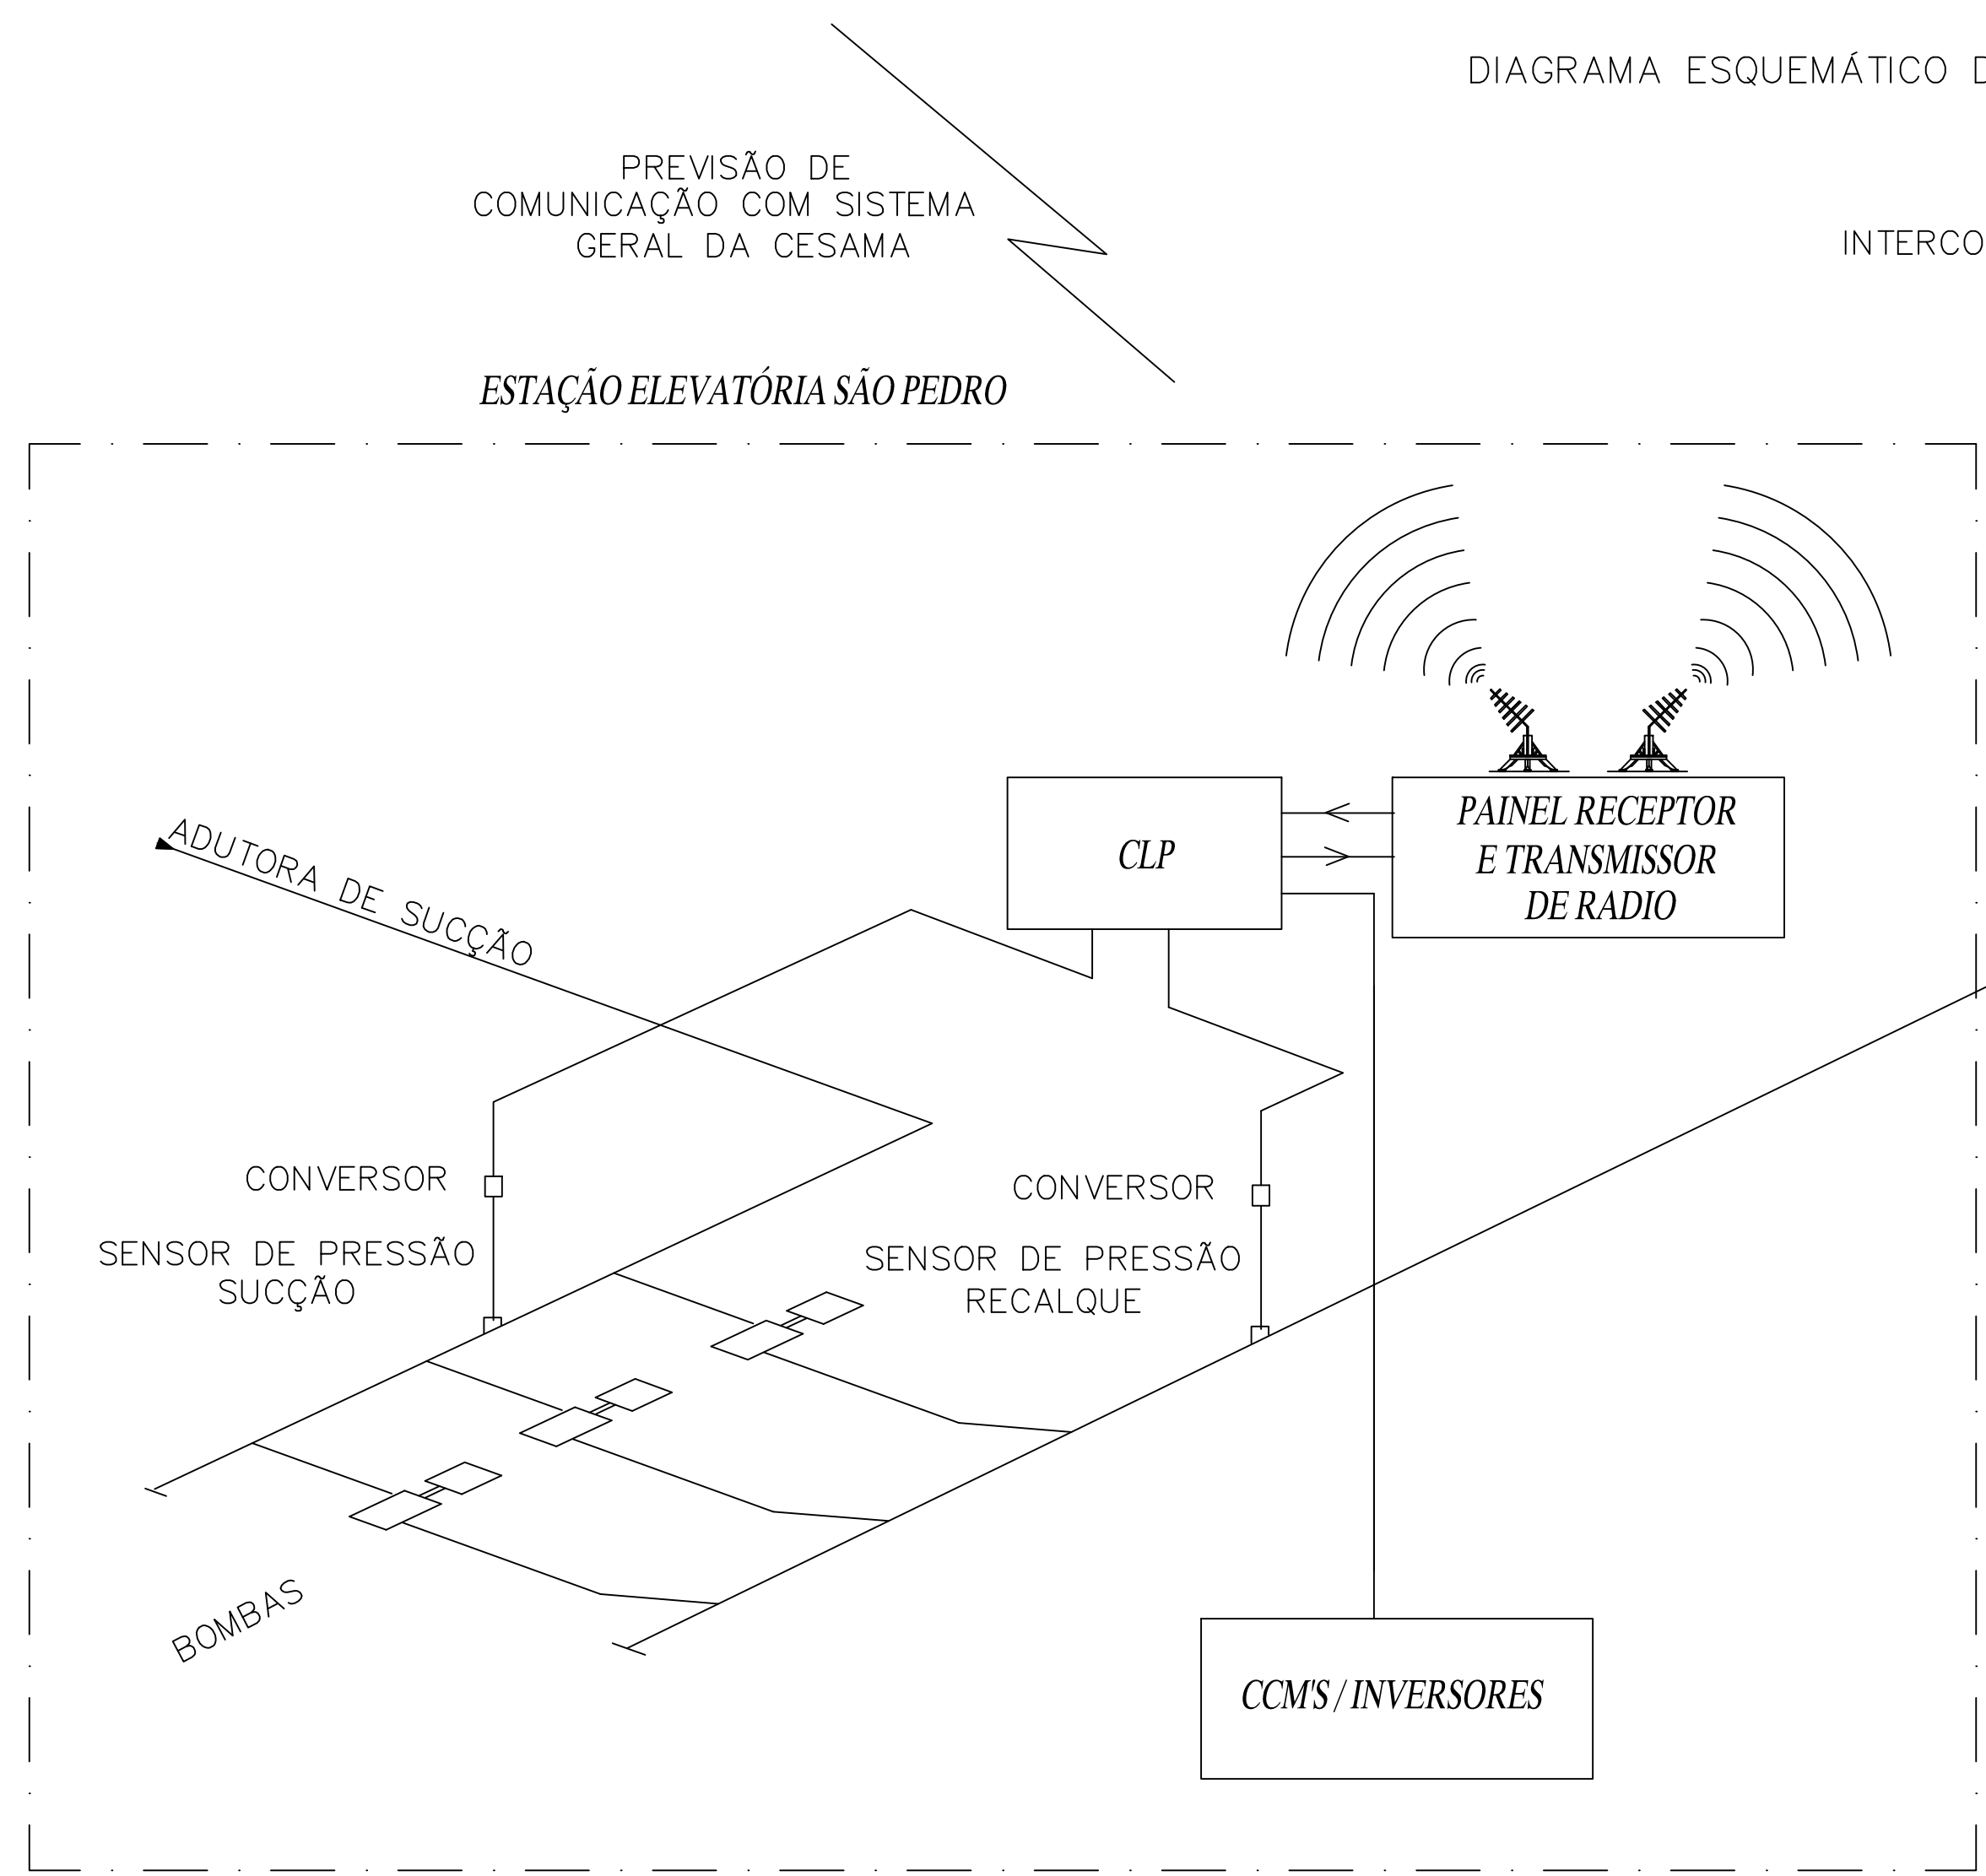 DIAGRAMA ESQUEMÁTICO
PREVISÃO DE
COMUNICAÇÃO COM SISTEMA
GERAL DA CESAMA
INTERCO
ESTAÇÃO ELEVATÓRIA SÃO PEDRO
PAINEL RECEPTOR
E TRANSMISSOR
DE RADIO
CLP
ADUTORA DE SUCÇÃO
CONVERSOR
SENSOR DE PRESSÃO
SUCÇÃO
CONVERSOR
SENSOR DE PRESSÃO
RECALQUE
BOMBAS
CCM'S / INVERSORES